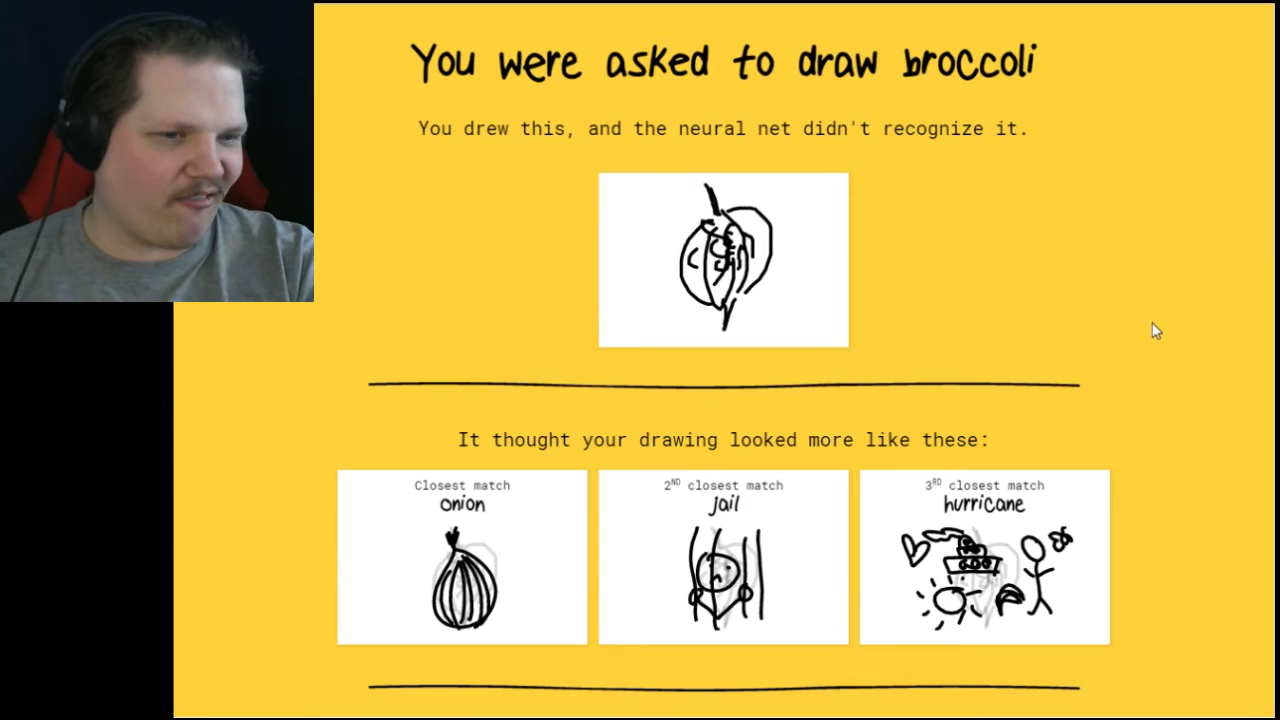 You were asked to draw broccoli
You drew this, and the neural net didn't recognize it.
It thought your drawing looked more like these:
Closest match
onion
2ND closest match
jail
3RD closest match
hurricane